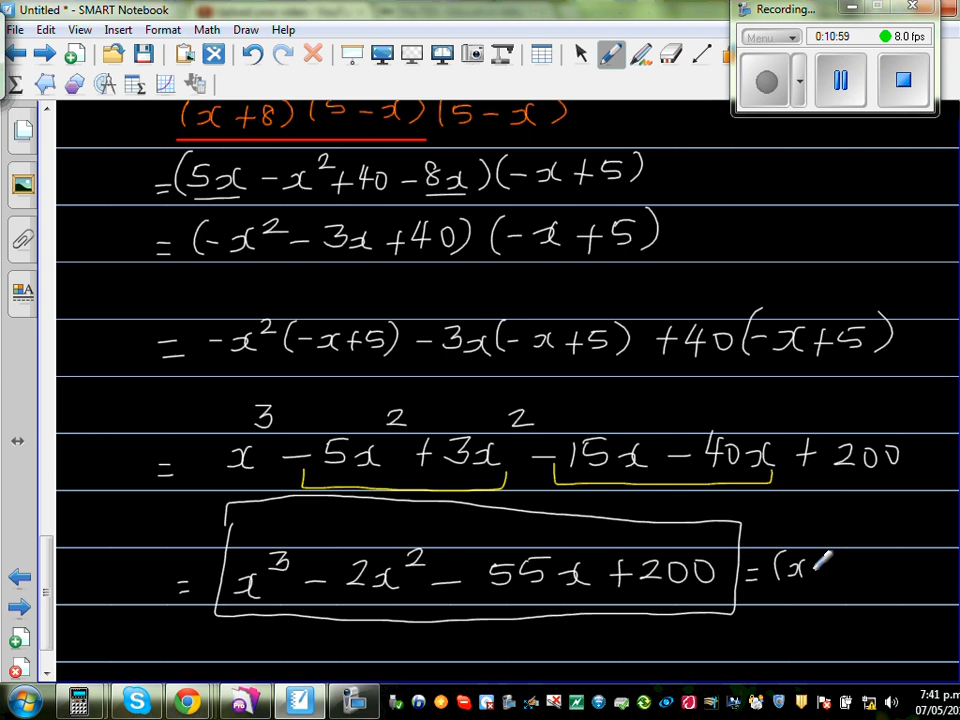 Untitled * - SMART Notebook
File Edit View Insert Format Math Draw Help
Recording...
Menu 0:10:59 8.0 fps
(x+8)(5-x)(5-x)
=(5x-x²+40-8x)(-x+5)
=(-x²-3x+40)(-x+5)
= -x²(-x+5)-3x(-x+5) +40(-x+5)
= x³-5x²+3x²-15x-40x+200
= x³-2x²-55x+200 =(x
7:41 p.m
07/05/20